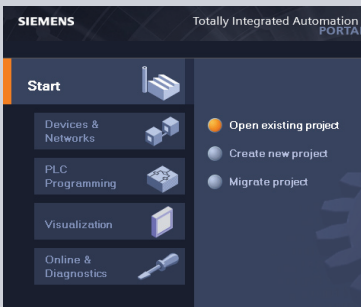 SIEMENS
Totally Integrated Automation
PORTAL
Start
Devices &
Networks
PLC
Programming
Visualization
Online &
Diagnostics
Open existing project
Create new project
Migrate project